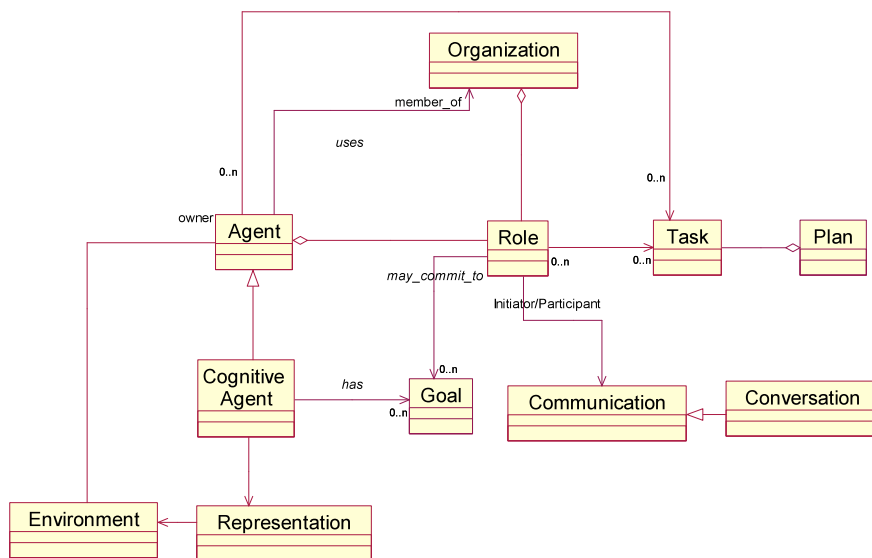 Organization
member_of
uses
0..n
0..n
owner
Agent
Role
Task
Plan
0..n
0..n
may_commit_to
Initiator/Participant
Cognitive
Agent
has
0..n
0..n
Goal
Communication
Conversation
Environment
Representation